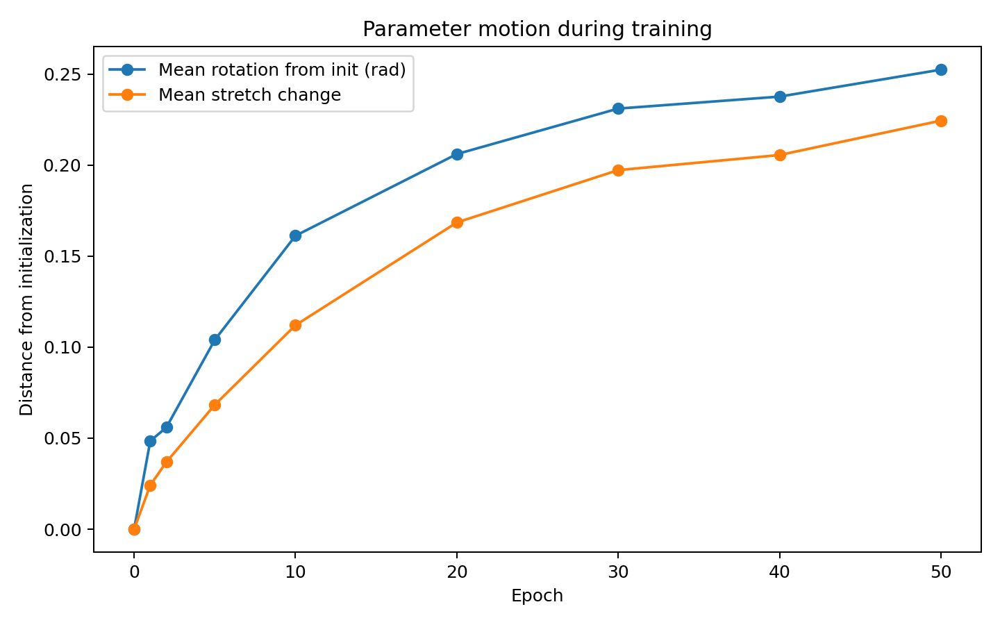 Parameter motion during training
Mean rotation from init (rad)
Mean stretch change
Distance from initialization
0.25
0.20
0.15
0.10
0.05
0.00
0 10 20 30 40 50
Epoch